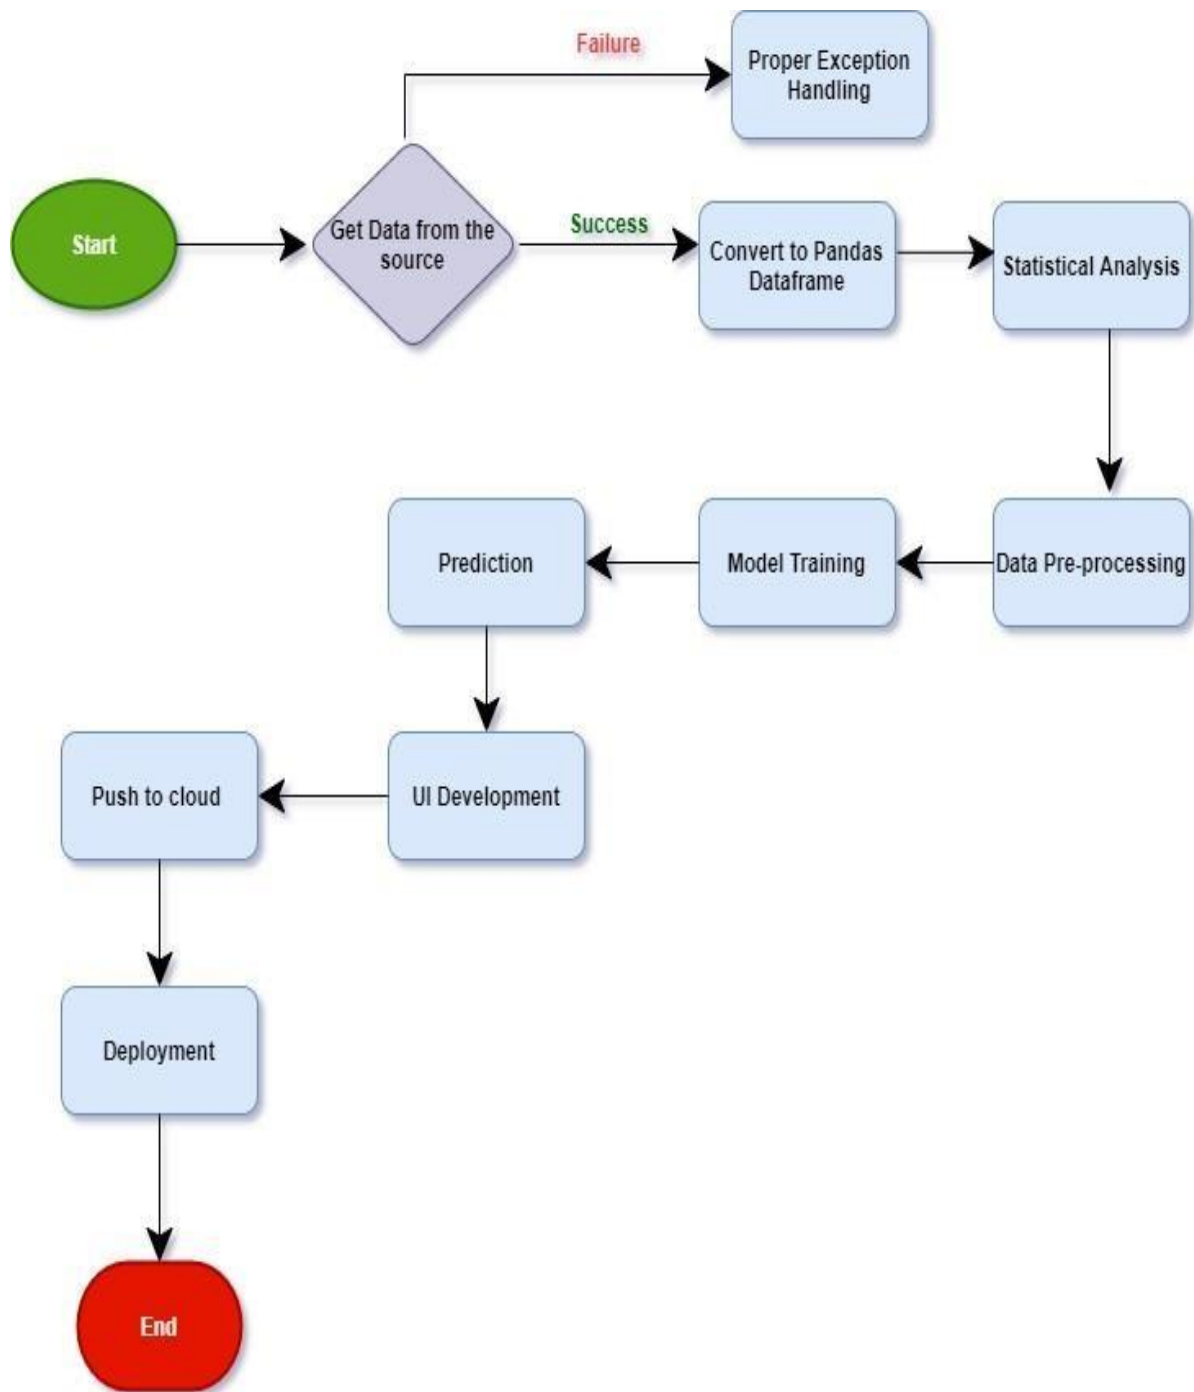 Failure
Proper Exception
Handling
Start
Get Data from the
source
Success
Convert to Pandas
Dataframe
Statistical Analysis
Prediction
Model Training
Data Pre-processing
Push to cloud
UI Development
Deployment
End